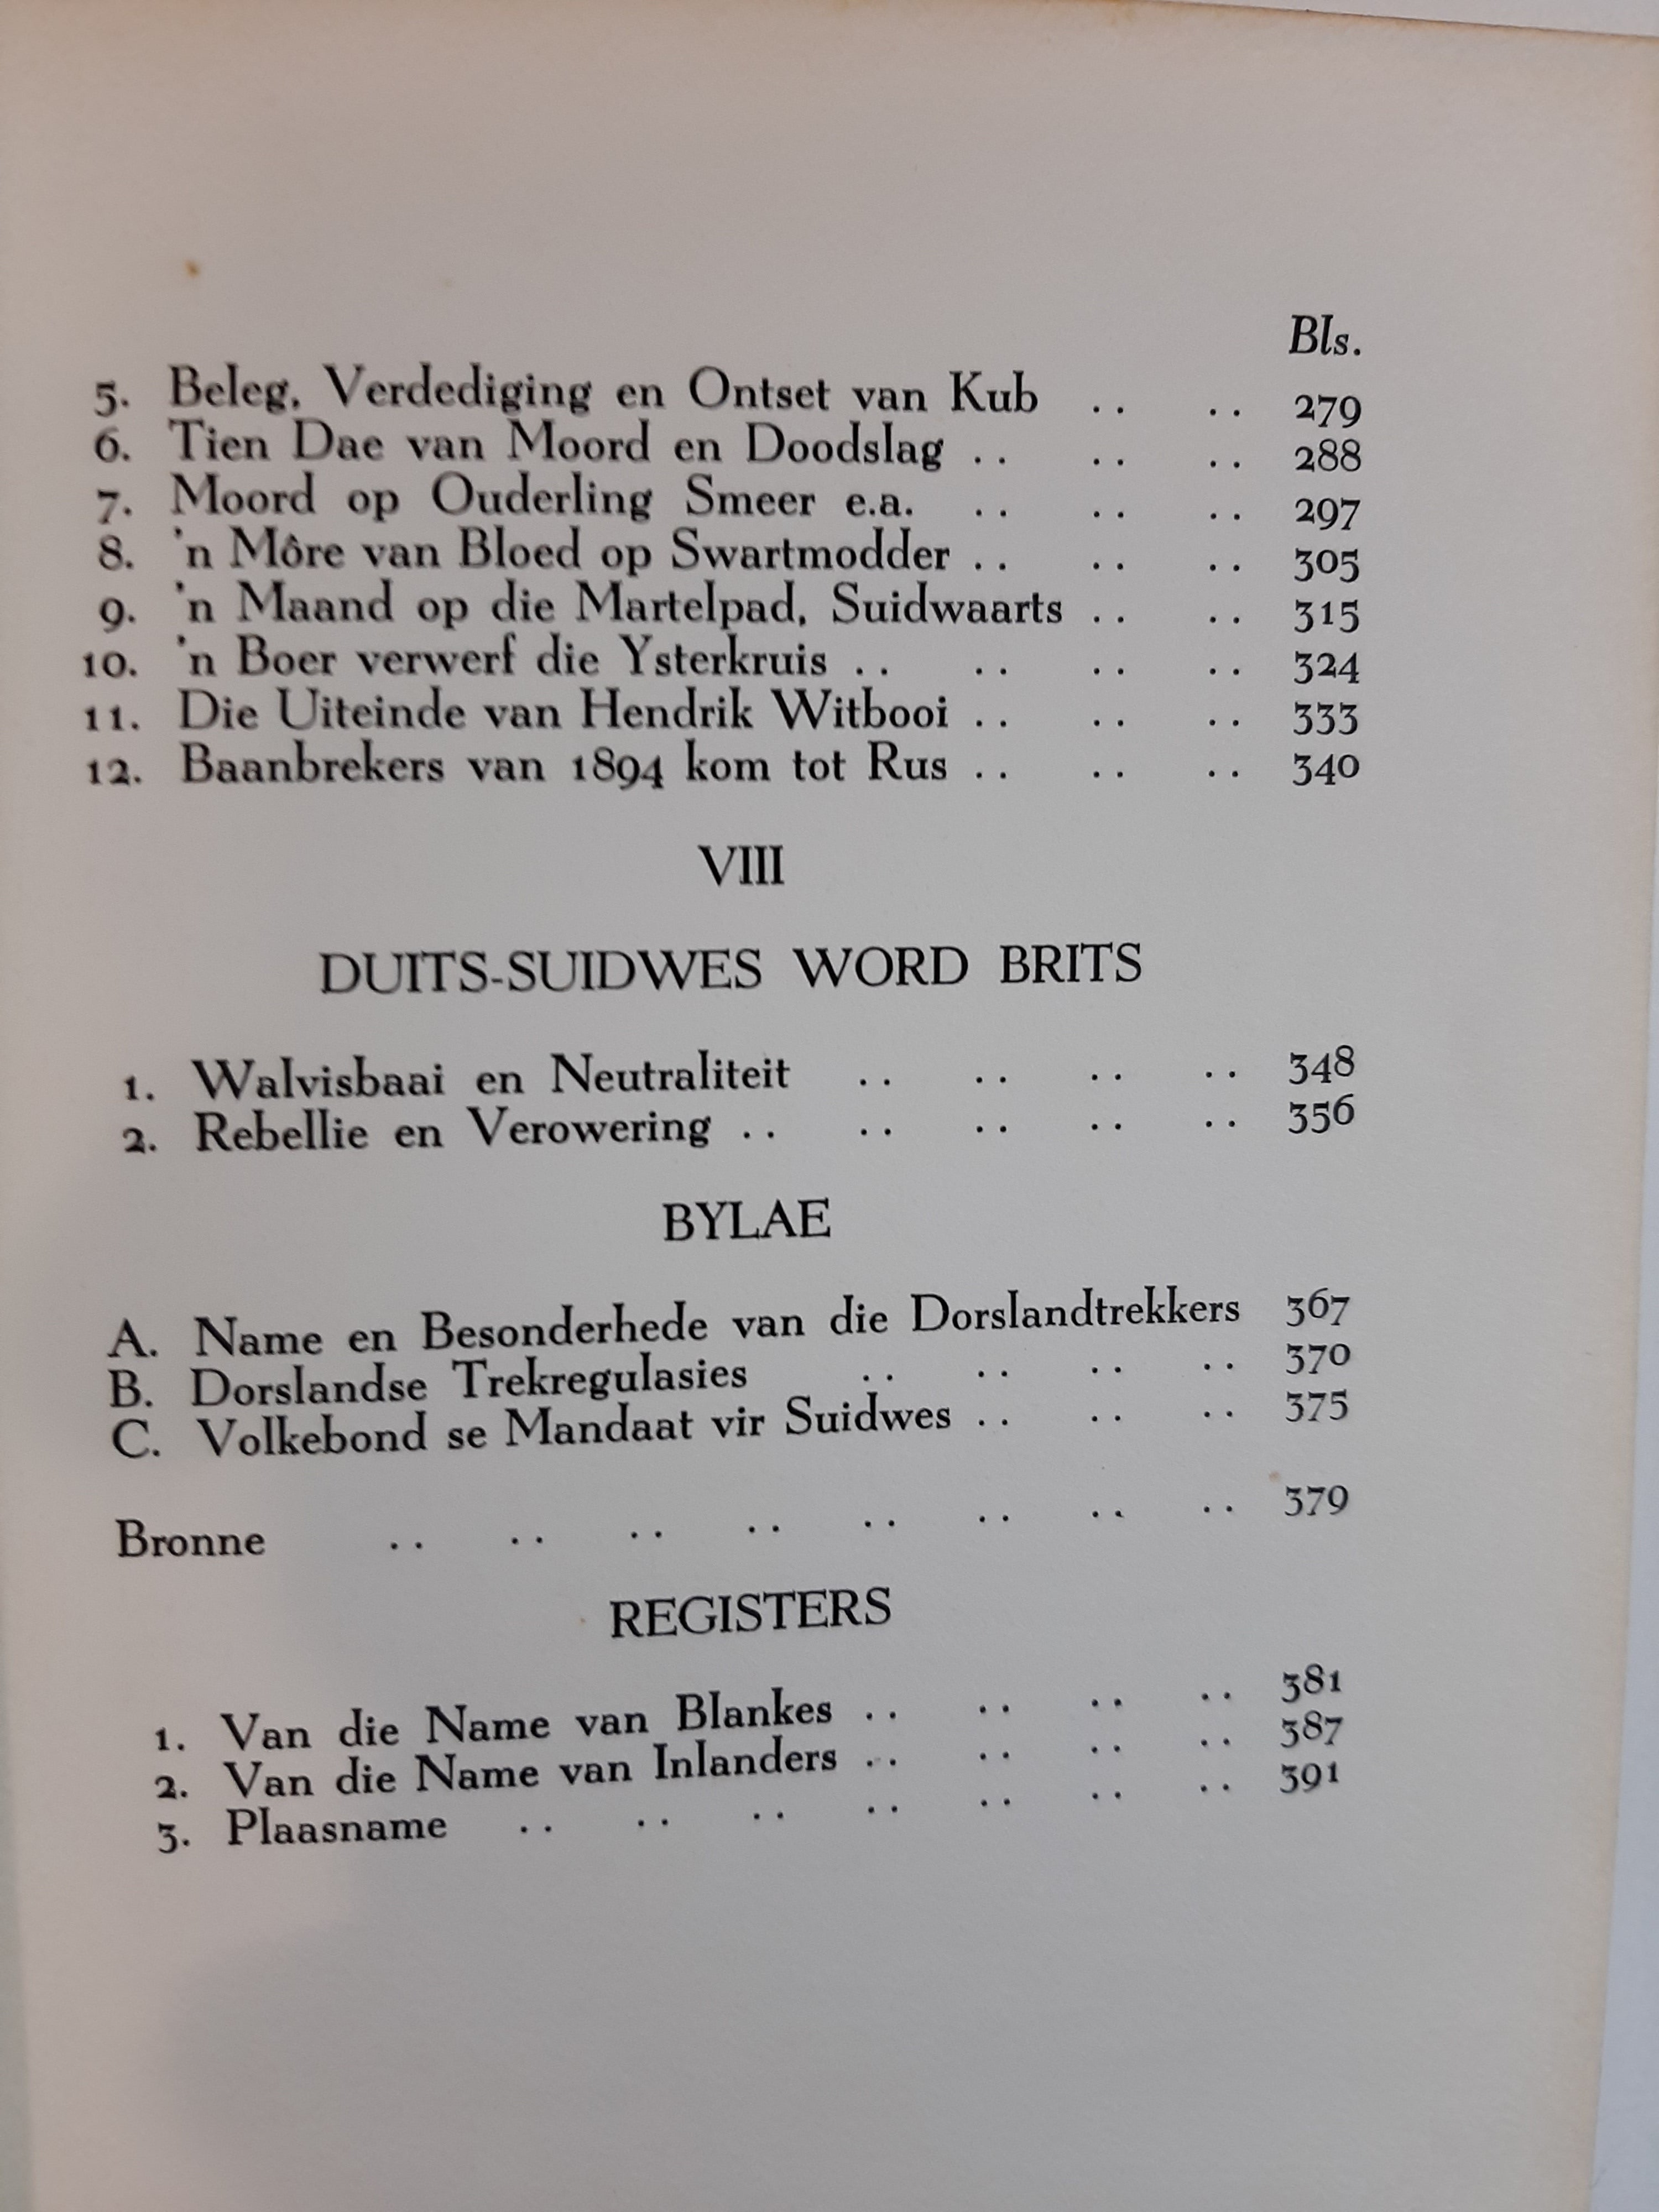 Bls.
5. Beleg, Verdediging en Ontset van Kub .. .. 279
6. Tien Dae van Moord en Doodslag .. .. .. 288
7. Moord op Ouderling Smeer e.a. .. .. .. 297
8. 'n Môre van Bloed op Swartmodder .. .. .. 305
9. 'n Maand op die Martelpad, Suidwaarts .. .. 315
10. 'n Boer verwerf die Ysterkruis .. .. .. .. 324
11. Die Uiteinde van Hendrik Witbooi .. .. .. 333
12. Baanbrekers van 1894 kom tot Rus .. .. .. 340
VIII
DUITS-SUIDWES WORD BRITS
1. Walvisbaai en Neutraliteit .. .. .. .. 348
2. Rebellie en Verowering .. .. .. .. .. 356
BYLAE
A. Name en Besonderhede van die Dorslandtrekkers 367
B. Dorslandse Trekregulasies .. .. .. .. 370
C. Volkebond se Mandaat vir Suidwes .. .. .. 375
Bronne .. .. .. .. .. .. .. .. 379
REGISTERS
1. Van die Name van Blankes .. .. .. .. 381
2. Van die Name van Inlanders .. .. .. .. 387
3. Plaasname .. .. .. .. .. .. .. 391